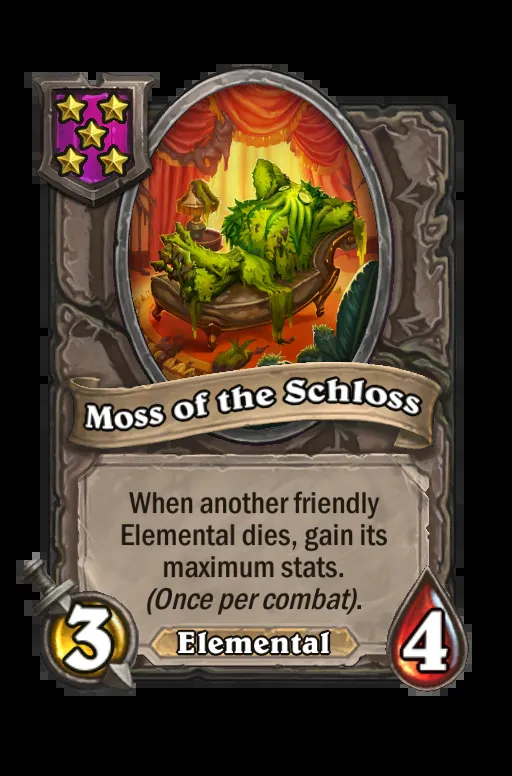 Moss of the Schloss
When another friendly
Elemental dies, gain its
maximum stats.
(Once per combat).
3
Elemental
4